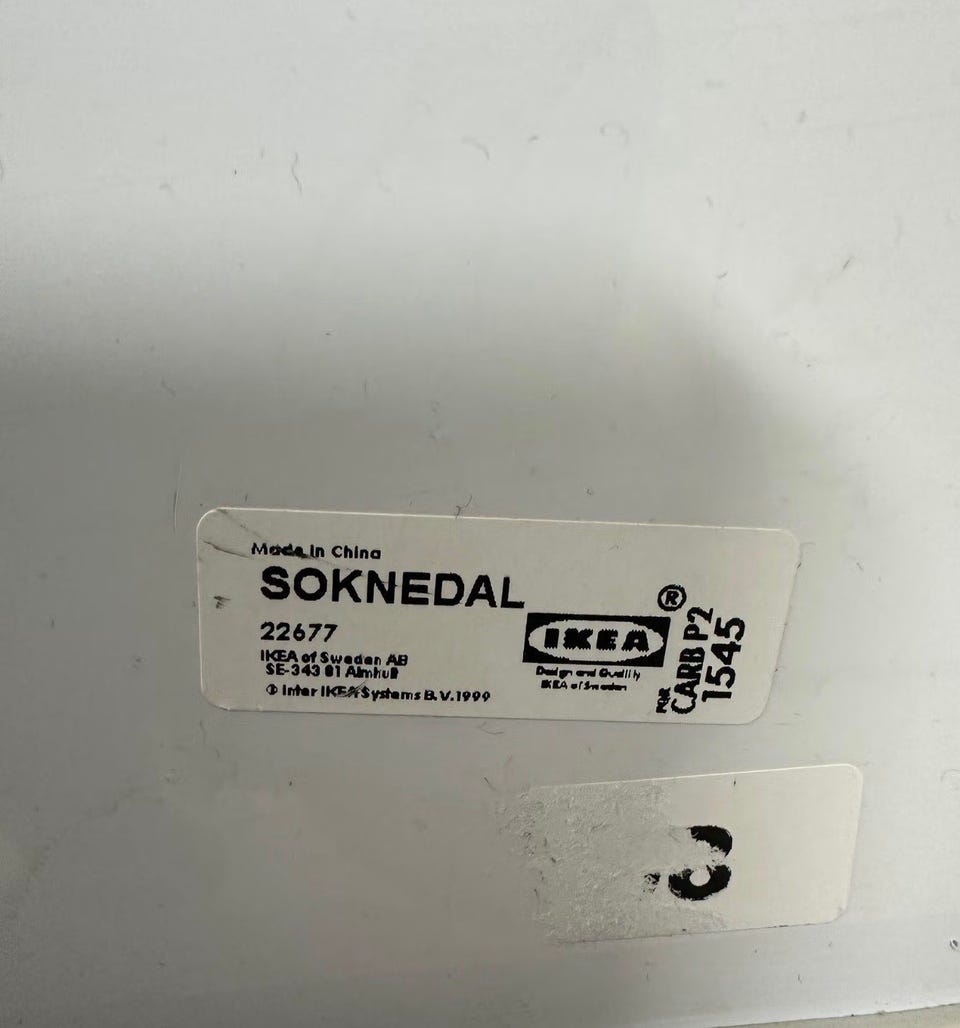 Made in China
SOKNEDAL
22677
IKEA of Sweden AB
SE-343 81 Älmhult
© Inter IKEA Systems B.V.1999
®
IKEA
Design and Quality
IKEA of Sweden
FOR
CARB P2
1545